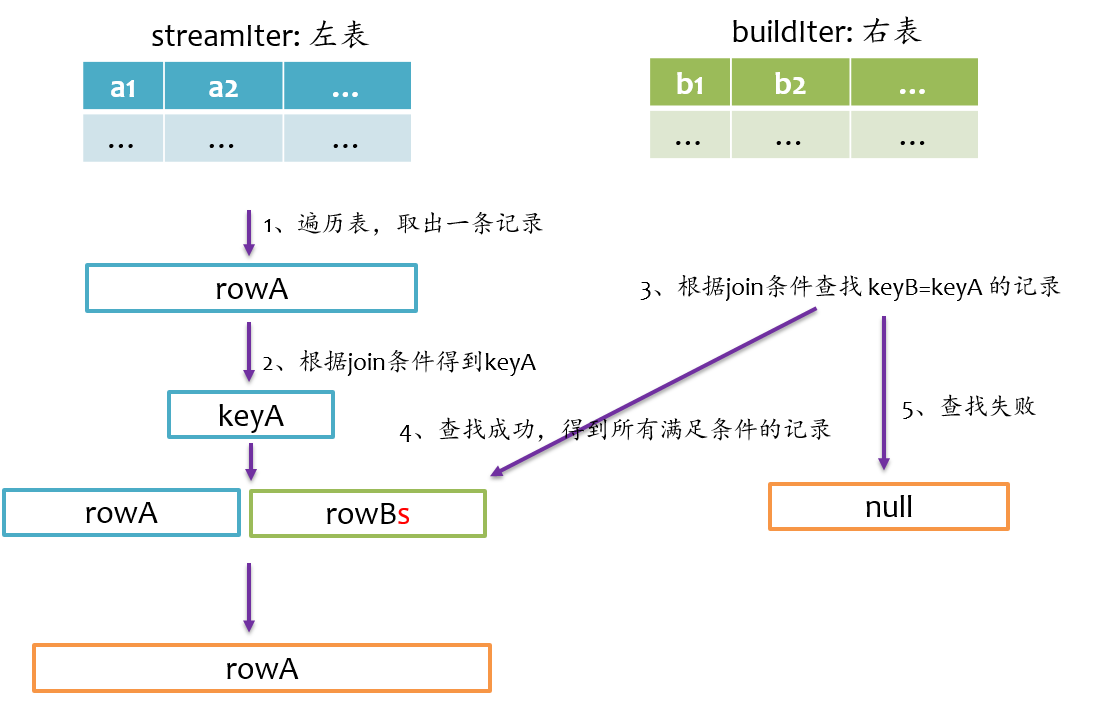 streamIter: 左表
buildIter: 右表
a1 a2 ...
... ... ...
b1 b2 ...
... ... ...
1、遍历表，取出一条记录
rowA
3、根据join条件查找 keyB=keyA 的记录
2、根据join条件得到keyA
keyA
4、查找成功，得到所有满足条件的记录
5、查找失败
rowA
rowBs
null
rowA